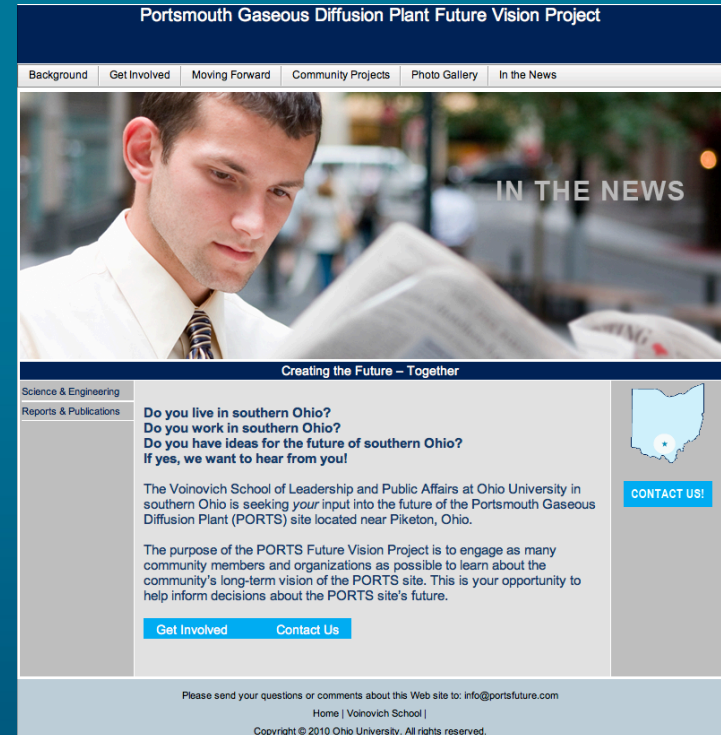 Portsmouth Gaseous Diffusion Plant Future Vision Project
Background Get Involved Moving Forward Community Projects Photo Gallery In the News
IN THE NEWS
Creating the Future – Together
Science & Engineering
Reports & Publications
Do you live in southern Ohio?
Do you work in southern Ohio?
Do you have ideas for the future of southern Ohio?
If yes, we want to hear from you!
The Voinovich School of Leadership and Public Affairs at Ohio University in
southern Ohio is seeking your input into the future of the Portsmouth Gaseous
Diffusion Plant (PORTS) site located near Piketon, Ohio.
The purpose of the PORTS Future Vision Project is to engage as many
community members and organizations as possible to learn about the
community's long-term vision of the PORTS site. This is your opportunity to
help inform decisions about the PORTS site's future.
Get Involved Contact Us
CONTACT US!
Please send your questions or comments about this Web site to: info@portsfuture.com
Home | Voinovich School |
Copyright © 2010 Ohio University. All rights reserved.